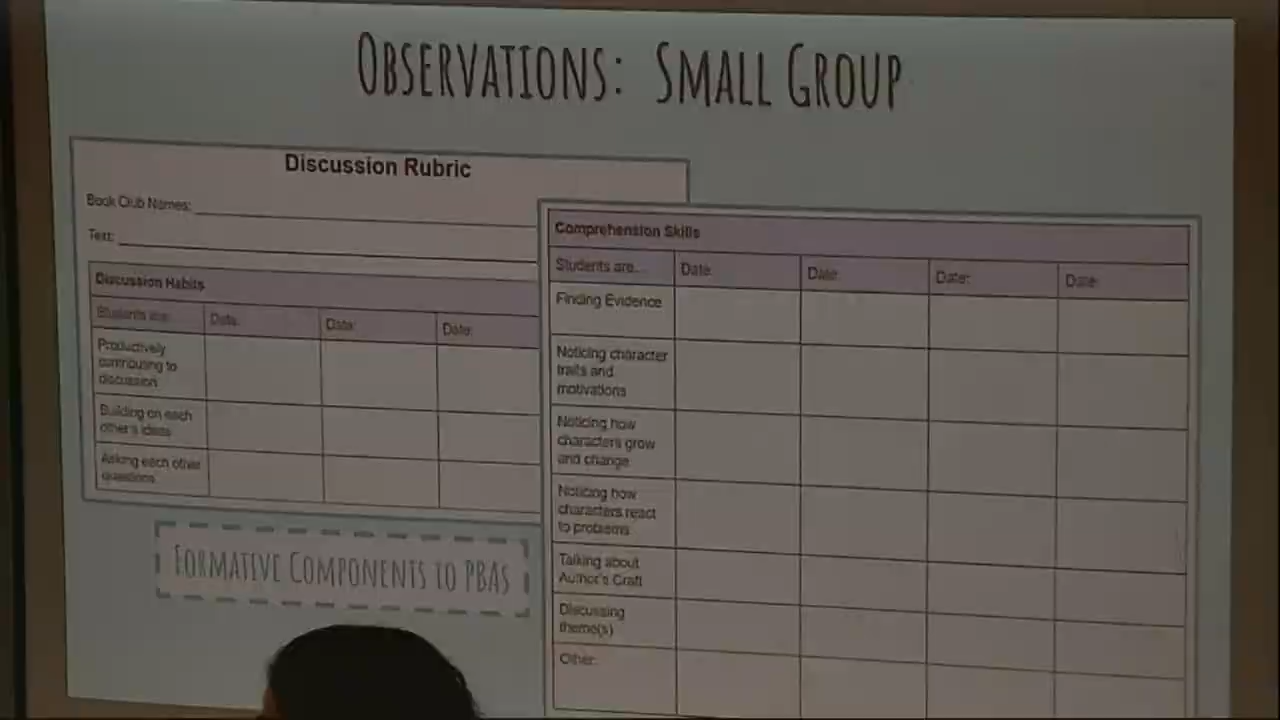 OBSERVATIONS: SMALL GROUP
Discussion Rubric
Book Club Names:
Text:
Discussion Habits
Students are:
Date:
Date:
Date:
Productively
contributing to
discussion
Building on each
other's ideas
Asking each other
questions
FORMATIVE COMPONENTS TO PBAS
Comprehension Skills
Students are...
Date:
Date:
Date:
Date:
Finding Evidence
Noticing character
traits and
motivations
Noticing how
characters grow
and change
Noticing how
characters react
to problems
Talking about
Author's Craft
Discussing
theme(s)
Other: